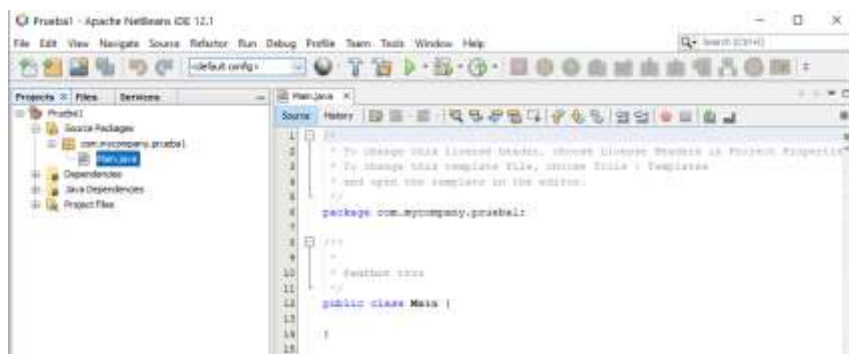 Prueba1 - Apache NetBeans IDE 12.1
File Edit View Navigate Source Refactor Run Debug Profile Team Tools Window Help
Search (Ctrl+I)
<default config>
Projects Files Services
Main.java
Prueba1
Source Packages
com.mycompany.prueba1
Main.java
Dependencies
Java Dependencies
Project Files
Source History
1 /*
2 * To change this license header, choose License Headers in Project Properties
3 * To change this template file, choose Tools | Templates
4 * and open the template in the editor.
5 */
6 package com.mycompany.prueba1;
7
8 /**
9 *
10 * @author
11 */
12 public class Main {
13
14 }
15